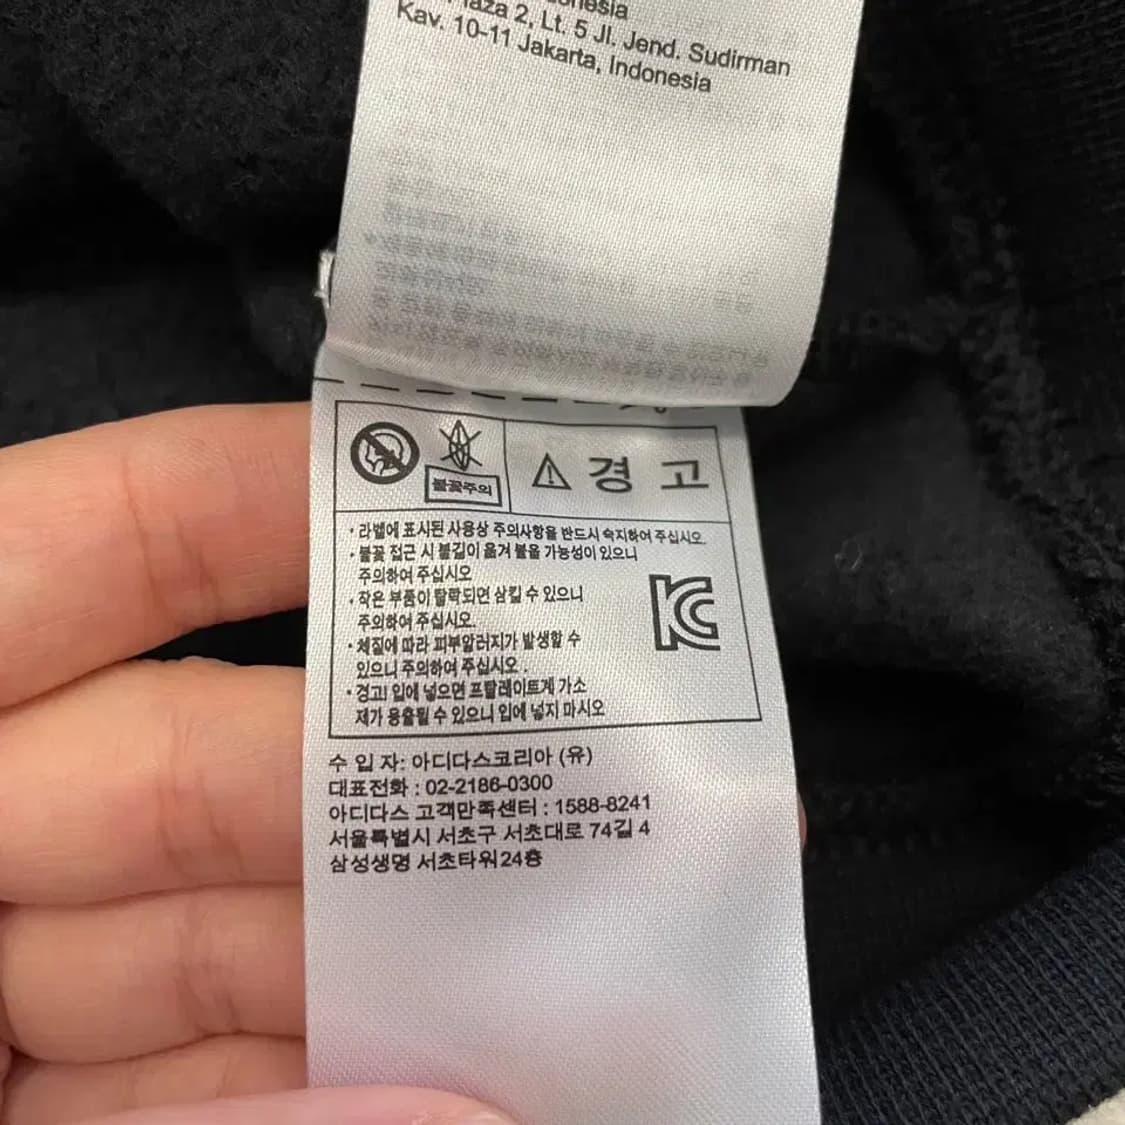 Plaza 2, Lt. 5 Jl. Jend. Sudirman
Kav. 10-11 Jakarta, Indonesia
불꽃주의
경 고
· 라벨에 표시된 사용상 주의사항을 반드시 숙지하여 주십시오.
· 불꽃 접근 시 불길이 옮겨 붙을 가능성이 있으니
주의하여 주십시오
· 작은 부품이 탈락되면 삼킬 수 있으니
주의하여 주십시오.
· 체질에 따라 피부알러지가 발생할 수
있으니 주의하여 주십시오 .
· 경고! 입에 넣으면 프탈레이트계 가소
제가 용출될 수 있으니 입에 넣지 마시오
KC
수 입 자: 아디다스코리아 (유)
대표전화 : 02-2186-0300
아디다스 고객만족센터 : 1588-8241
서울특별시 서초구 서초대로 74길 4
삼성생명 서초타워24층